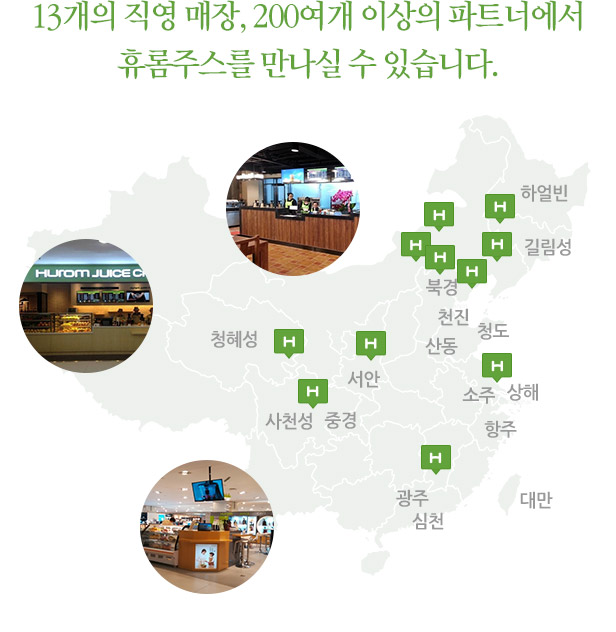 13개의 직영 매장, 200여개 이상의 파트너에서
휴롬주스를 만나실 수 있습니다.
하얼빈
H
H
길림성
H
H
H
H
북경
천진
청도
산동
HUROM JUICE C
청혜성
H
H
서안
H
소주
상해
H
사천성
중경
항주
H
광주
심천
대만